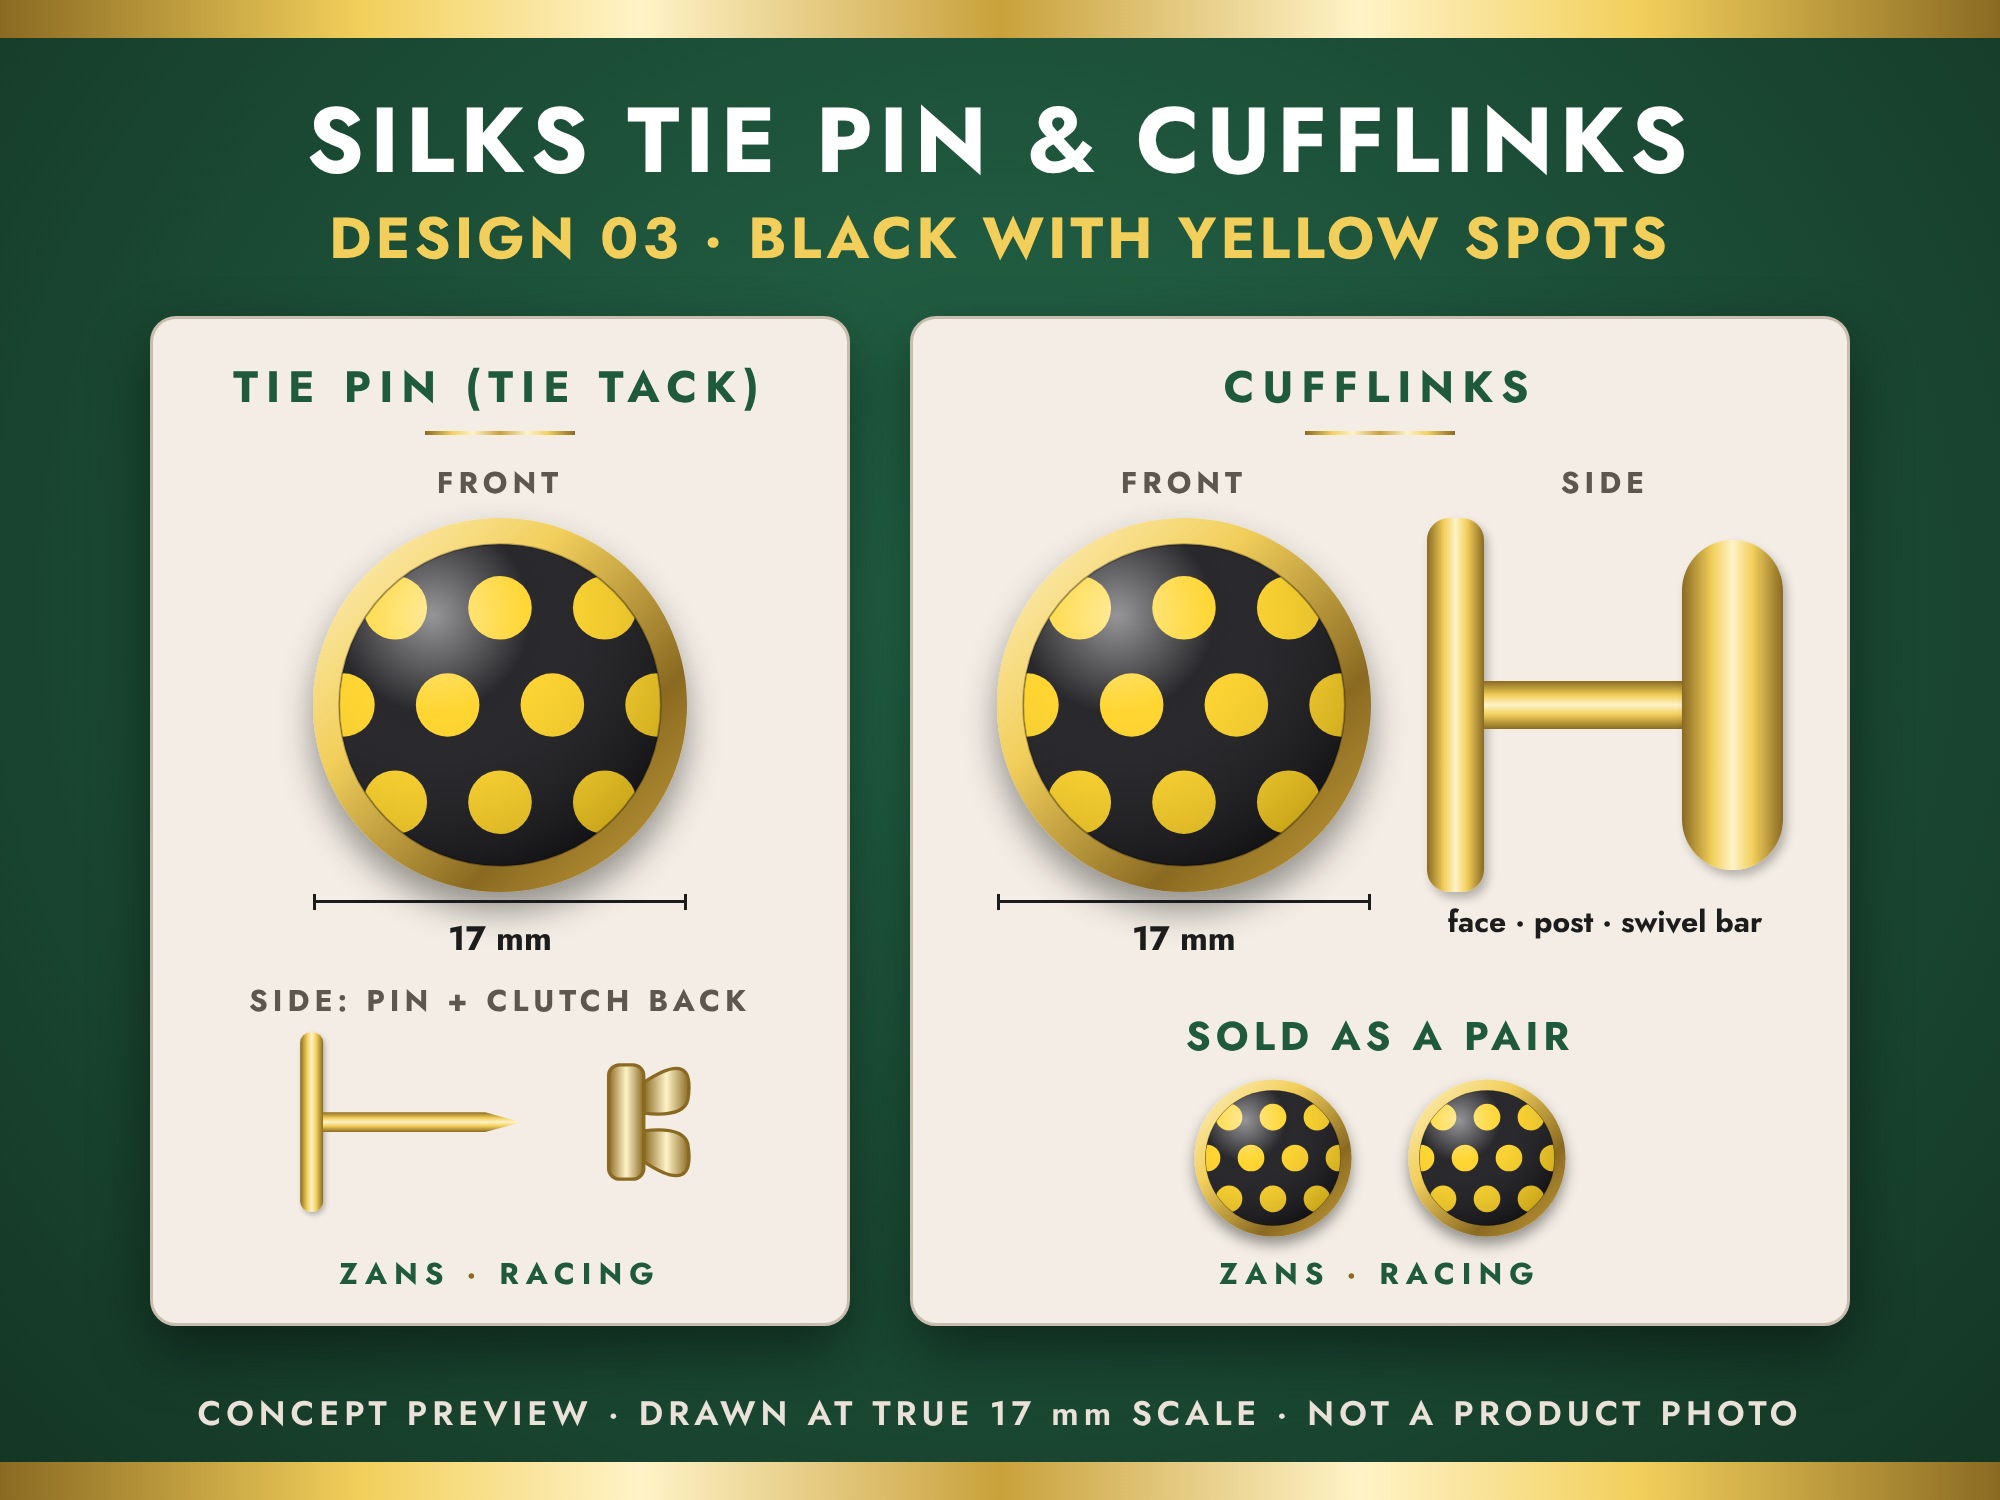 SILKS TIE PIN & CUFFLINKS
DESIGN 03 · BLACK WITH YELLOW SPOTS
TIE PIN (TIE TACK)
FRONT
17 mm
SIDE: PIN + CLUTCH BACK
ZANS · RACING
CUFFLINKS
FRONT
SIDE
17 mm
face · post · swivel bar
SOLD AS A PAIR
ZANS · RACING
CONCEPT PREVIEW · DRAWN AT TRUE 17 mm SCALE · NOT A PRODUCT PHOTO